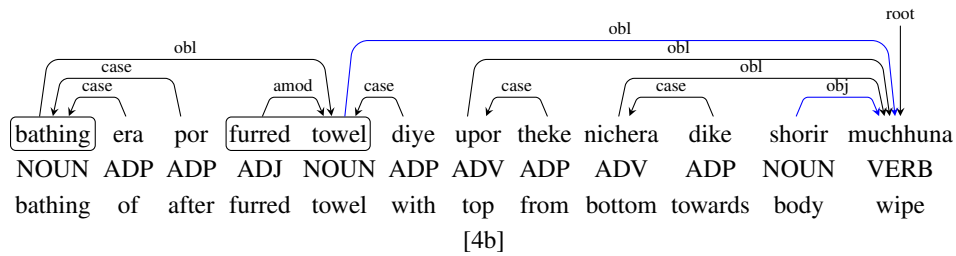 root
obl
obl obl
case obl
case amod case case case obj
bathing era por furred towel diye upor theke nichera dike shorir muchhuna
NOUN ADP ADP ADJ NOUN ADP ADV ADP ADV ADP NOUN VERB
bathing of after furred towel with top from bottom towards body wipe
[4b]